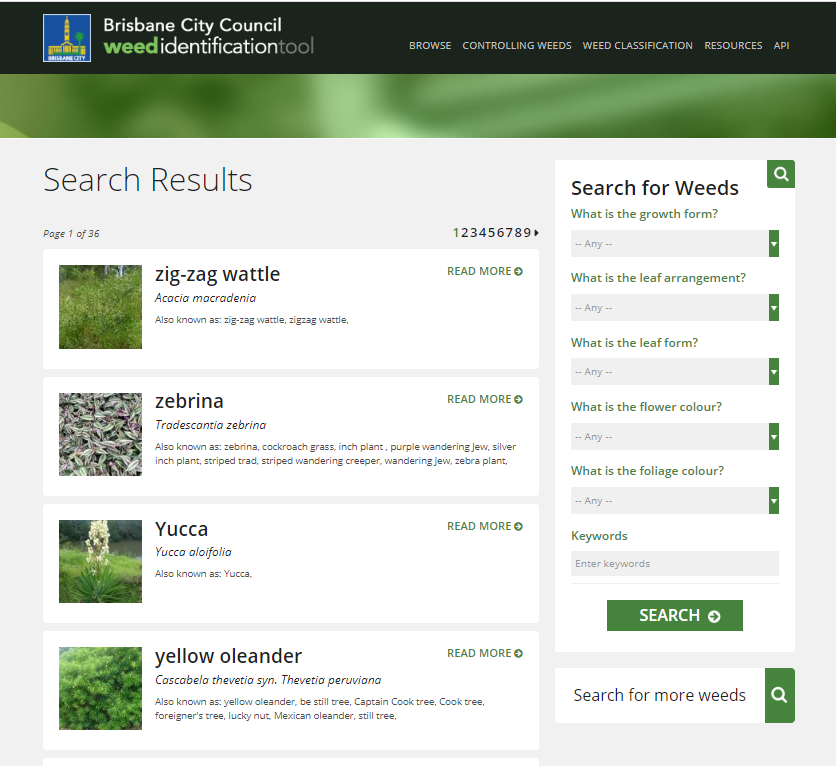 Brisbane City Council
weedidentificationtool
BRISBANE CITY
BROWSE CONTROLLING WEEDS WEED CLASSIFICATION RESOURCES API
Search Results
Page 1 of 36
123456789
zig-zag wattle
READ MORE
Acacia macradenia
Also known as: zig-zag wattle, zigzag wattle,
zebrina
READ MORE
Tradescantia zebrina
Also known as: zebrina, cockroach grass, inch plant , purple wandering Jew, silver
inch plant, striped trad, striped wandering creeper, wandering Jew, zebra plant,
Yucca
READ MORE
Yucca aloifolia
Also known as: Yucca,
yellow oleander
READ MORE
Cascabela thevetia syn. Thevetia peruviana
Also known as: yellow oleander, be still tree, Captain Cook tree, Cook tree,
foreigner's tree, lucky nut, Mexican oleander, still tree,
Search for Weeds
What is the growth form?
-- Any --
What is the leaf arrangement?
-- Any --
What is the leaf form?
-- Any --
What is the flower colour?
-- Any --
What is the foliage colour?
-- Any --
Keywords
Enter keywords
SEARCH
Search for more weeds